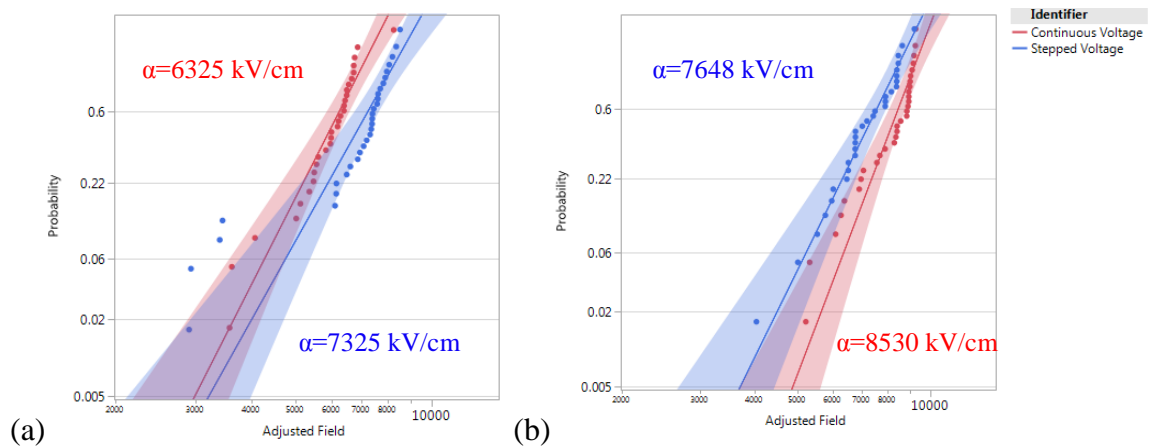 Identifier
Continuous Voltage
Stepped Voltage
α=6325 kV/cm
α=7325 kV/cm
Probability
0.6
0.22
0.06
0.02
0.005
2000 3000 4000 5000 6000 7000 8000 10000
Adjusted Field
(a)
α=7648 kV/cm
α=8530 kV/cm
Probability
0.6
0.22
0.06
0.02
0.005
2000 3000 4000 5000 6000 7000 8000 10000
Adjusted Field
(b)